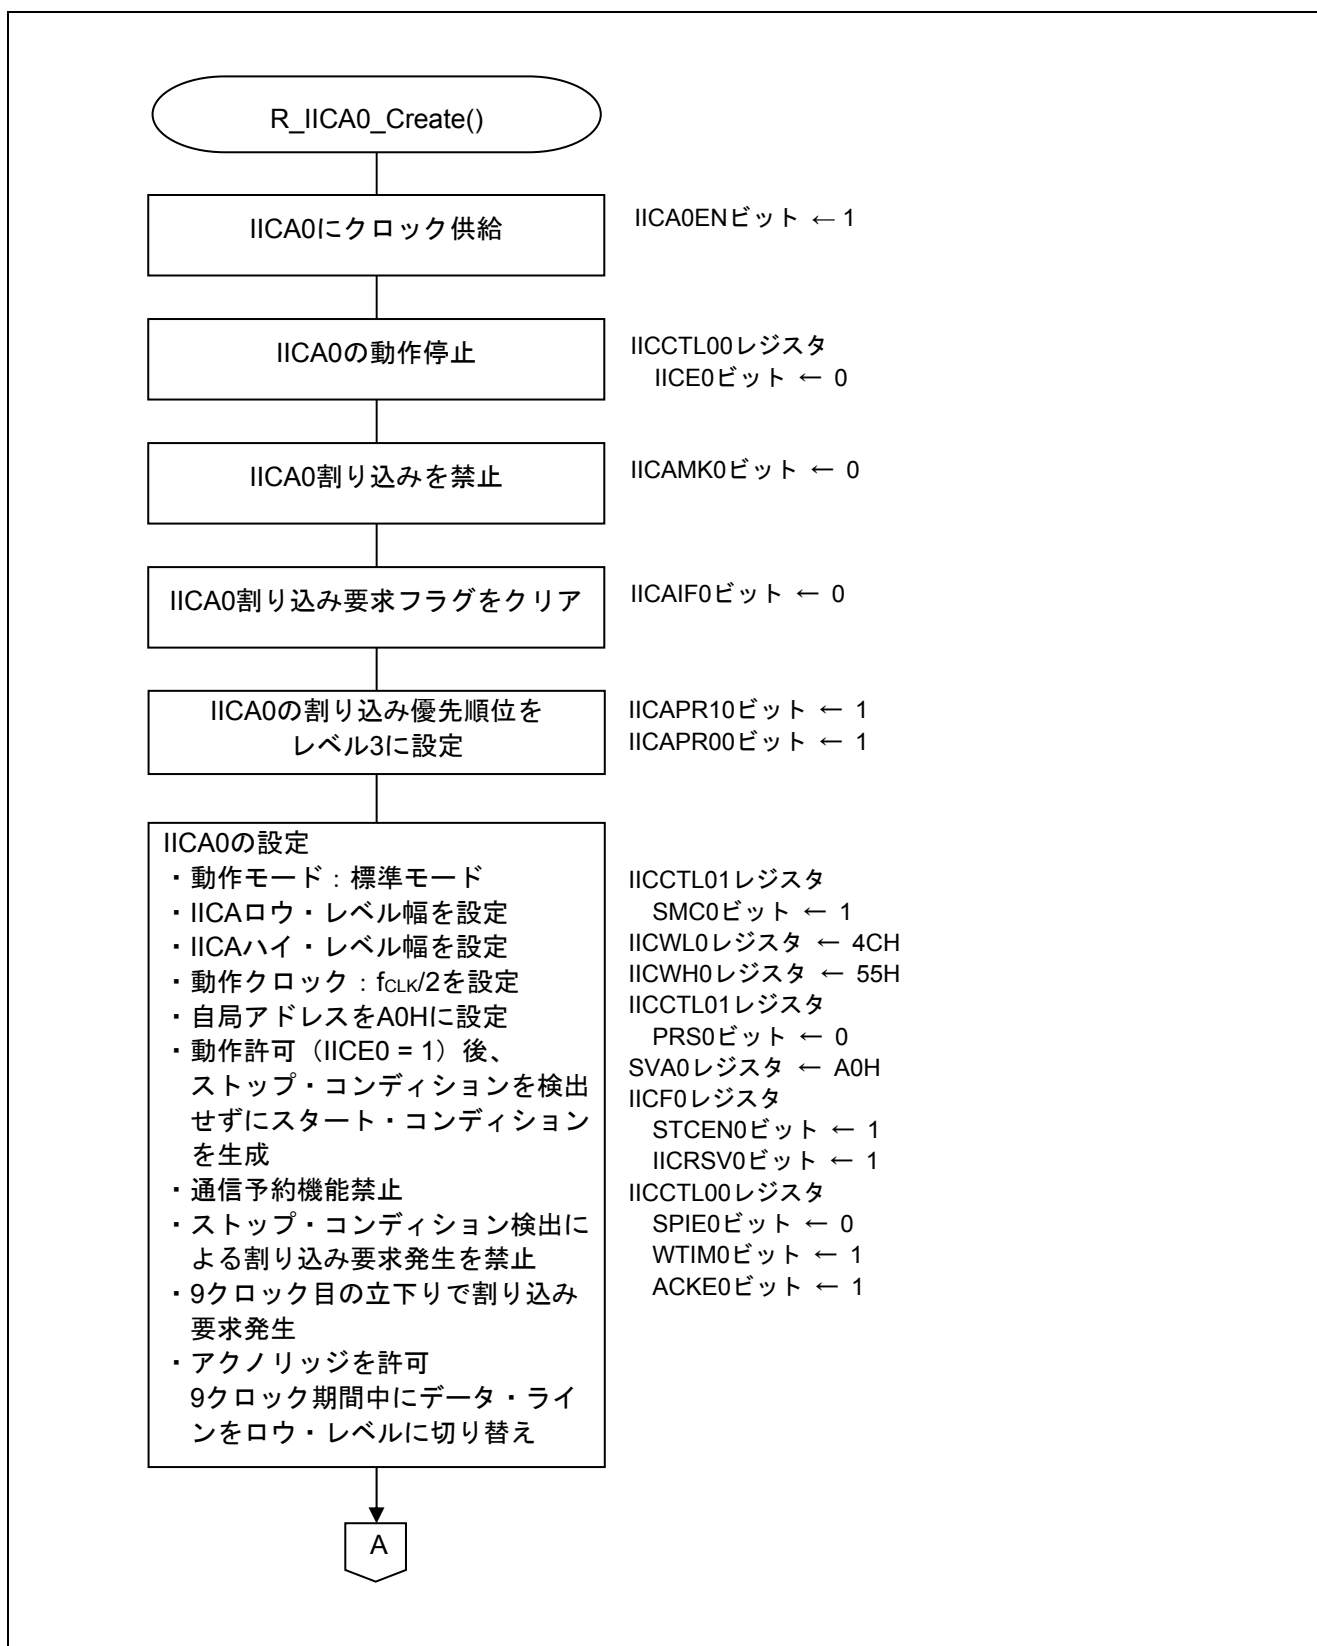 R_IICA0_Create()
IICA0にクロック供給
IICA0ENビット ← 1
IICA0の動作停止
IICCTL00レジスタ
IICE0ビット ← 0
IICA0割り込みを禁止
IICAMK0ビット ← 0
IICA0割り込み要求フラグをクリア
IICAIF0ビット ← 0
IICA0の割り込み優先順位を
レベル3に設定
IICAPR10ビット ← 1
IICAPR00ビット ← 1
IICA0の設定
・動作モード：標準モード
・IICAロウ・レベル幅を設定
・IICAハイ・レベル幅を設定
・動作クロック：fCLK/2を設定
・自局アドレスをA0Hに設定
・動作許可（IICE0 = 1）後、
ストップ・コンディションを検出
せずにスタート・コンディション
を生成
・通信予約機能禁止
・ストップ・コンディション検出に
よる割り込み要求発生を禁止
・9クロック目の立下りで割り込み
要求発生
・アクノリッジを許可
9クロック期間中にデータ・ライ
ンをロウ・レベルに切り替え
IICCTL01レジスタ
SMC0ビット ← 1
IICWL0レジスタ ← 4CH
IICWH0レジスタ ← 55H
IICCTL01レジスタ
PRS0ビット ← 0
SVA0レジスタ ← A0H
IICF0レジスタ
STCEN0ビット ← 1
IICRSV0ビット ← 1
IICCTL00レジスタ
SPIE0ビット ← 0
WTIM0ビット ← 1
ACKE0ビット ← 1
A